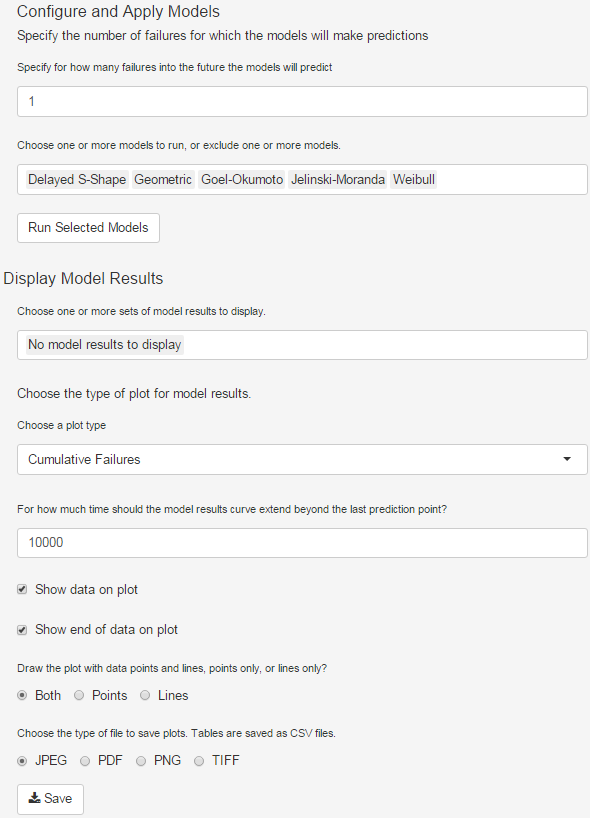 Configure and Apply Models
Specify the number of failures for which the models will make predictions
Specify for how many failures into the future the models will predict
1
Choose one or more models to run, or exclude one or more models.
Delayed S-Shape Geometric Goel-Okumoto Jelinski-Moranda Weibull
Run Selected Models
Display Model Results
Choose one or more sets of model results to display.
No model results to display
Choose the type of plot for model results.
Choose a plot type
Cumulative Failures
For how much time should the model results curve extend beyond the last prediction point?
10000
Show data on plot
Show end of data on plot
Draw the plot with data points and lines, points only, or lines only?
Both Points Lines
Choose the type of file to save plots. Tables are saved as CSV files.
JPEG PDF PNG TIFF
Save